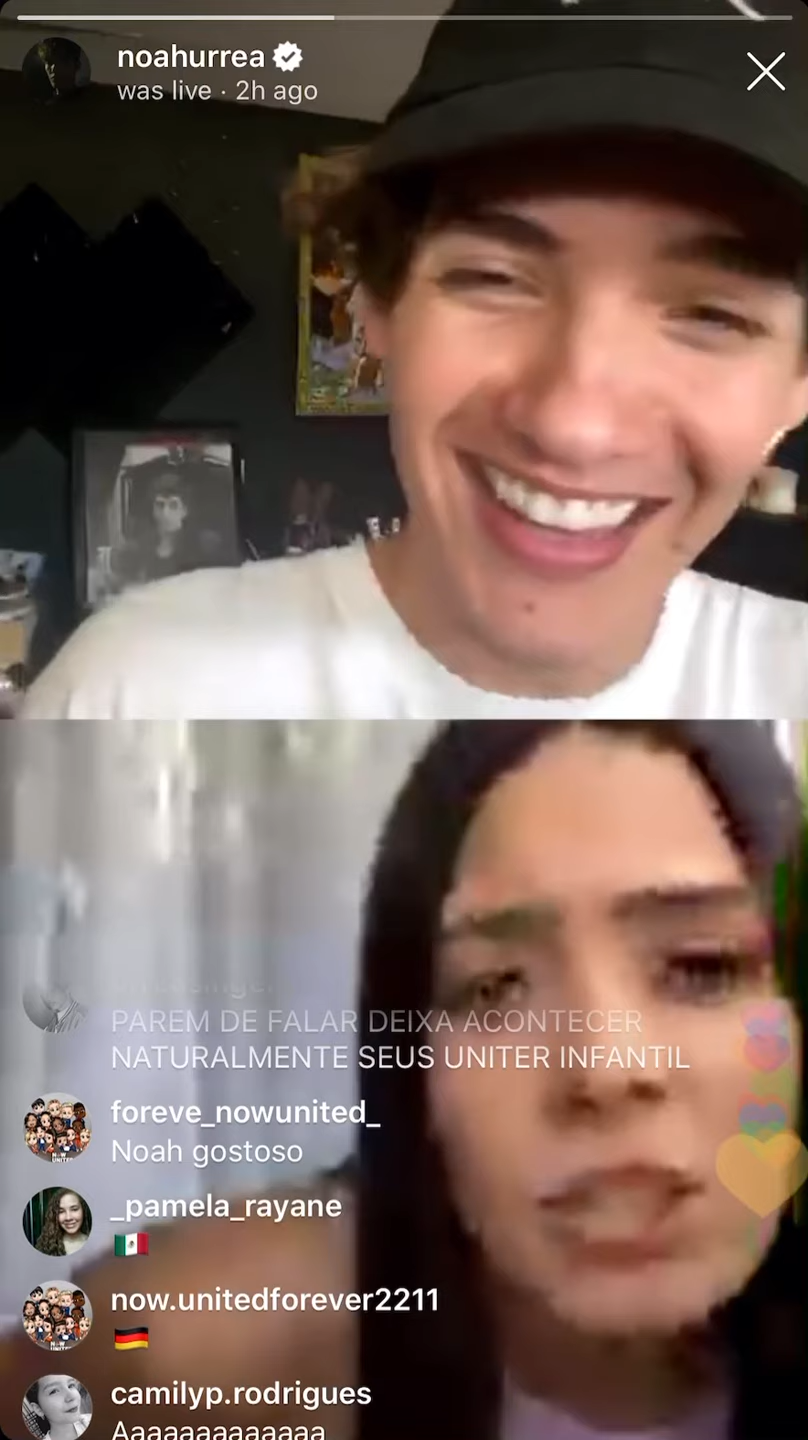 noahurrea
was live · 2h ago
PAREM DE FALAR DEIXA ACONTECER
NATURALMENTE SEUS UNITER INFANTIL
foreve_nowunited_
Noah gostoso
_pamela_rayane
🇲🇽
now.unitedforever2211
🇩🇪
camilyp.rodrigues
Aaaaaaaaaaaaa